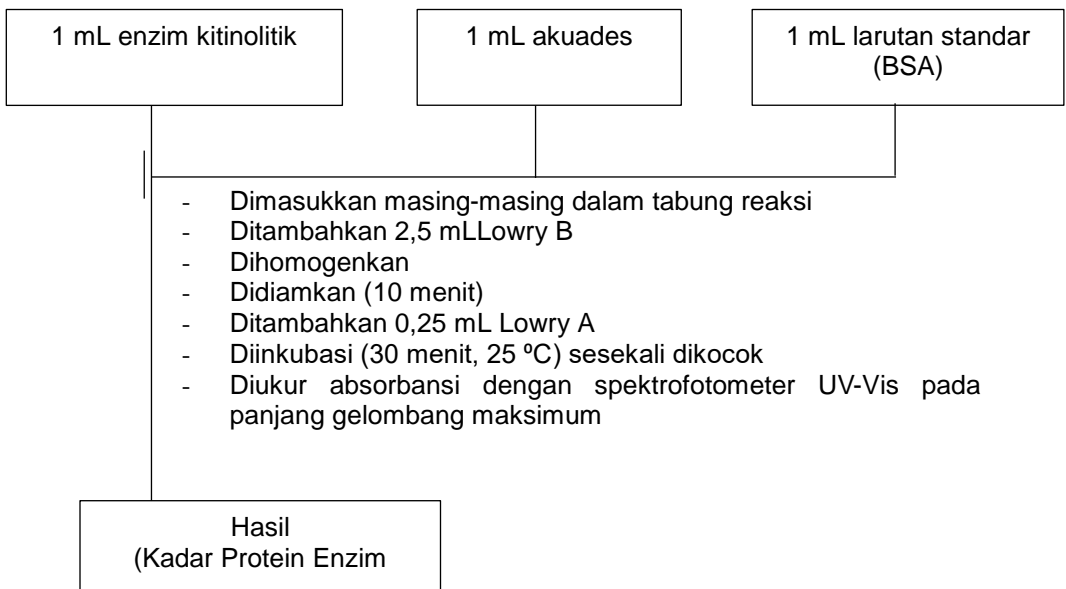 1 mL enzim kitinolitik
1 mL akuades
1 mL larutan standar
(BSA)
- Dimasukkan masing-masing dalam tabung reaksi
- Ditambahkan 2,5 mLLowry B
- Dihomogenkan
- Didiamkan (10 menit)
- Ditambahkan 0,25 mL Lowry A
- Diinkubasi (30 menit, 25 ºC) sesekali dikocok
- Diukur absorbansi dengan spektrofotometer UV-Vis pada
panjang gelombang maksimum
Hasil
(Kadar Protein Enzim